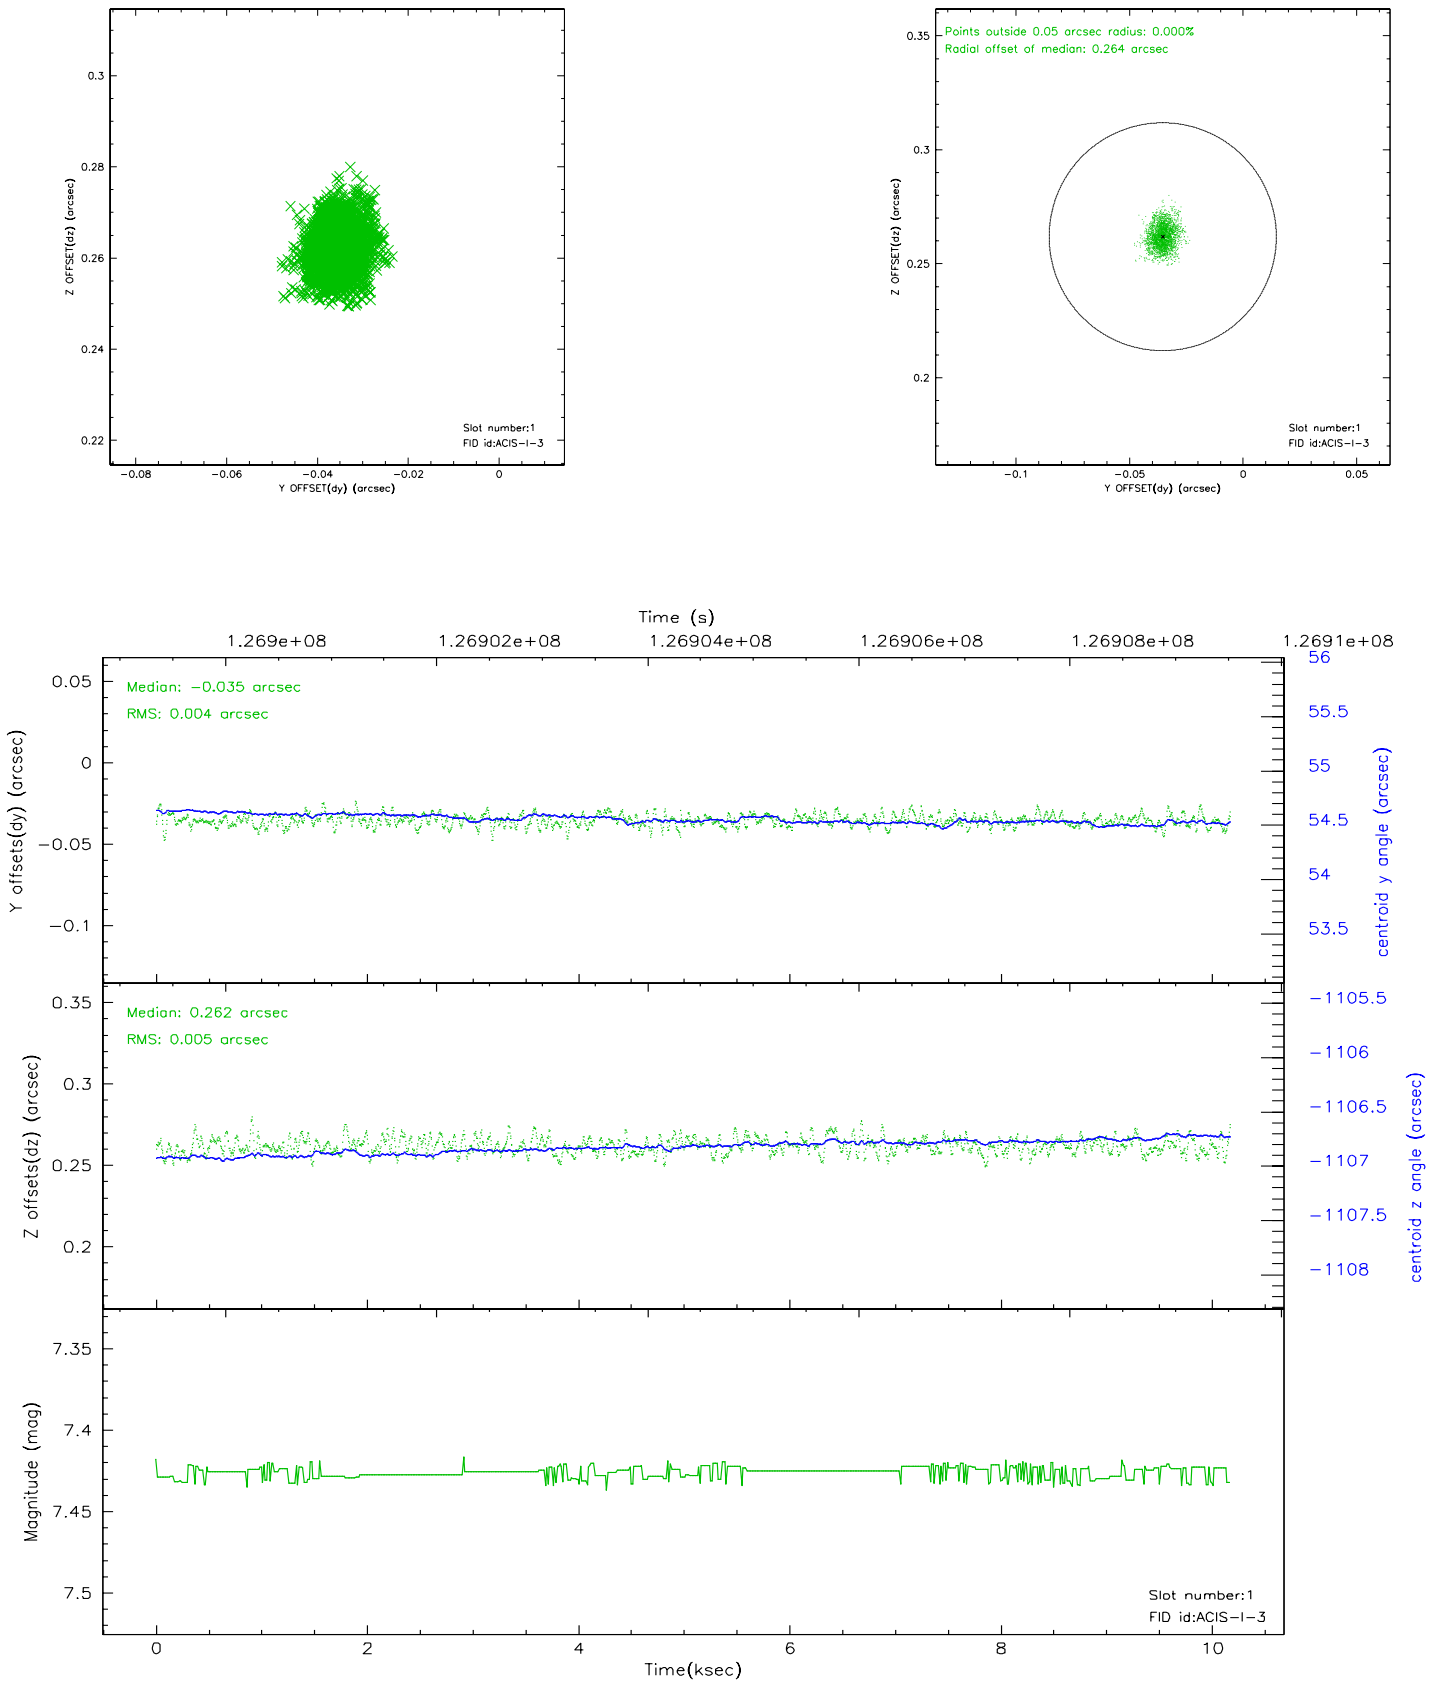 0.3
0.28
0.26
0.24
0.22
Z OFFSET(dz) (arcsec)
Slot number:1
FID id:ACIS-I-3
-0.08 -0.06 -0.04 -0.02 0
Y OFFSET(dy) (arcsec)
Points outside 0.05 arcsec radius: 0.000%
Radial offset of median: 0.264 arcsec
0.35
0.3
0.25
0.2
Z OFFSET(dz) (arcsec)
Slot number:1
FID id:ACIS-I-3
-0.1 -0.05 0 0.05
Y OFFSET(dy) (arcsec)
Time (s)
1.269e+08 1.26902e+08 1.26904e+08 1.26906e+08 1.26908e+08 1.2691e+08
Median: -0.035 arcsec
RMS: 0.004 arcsec
0.05
0
-0.05
-0.1
Y offsets(dy) (arcsec)
56
55.5
55
54.5
54
53.5
centroid y angle (arcsec)
Median: 0.262 arcsec
RMS: 0.005 arcsec
0.35
0.3
0.25
0.2
Z offsets(dz) (arcsec)
-1105.5
-1106
-1106.5
-1107
-1107.5
-1108
centroid z angle (arcsec)
7.35
7.4
7.45
7.5
Magnitude (mag)
Slot number:1
FID id:ACIS-I-3
0 2 4 6 8 10
Time(ksec)